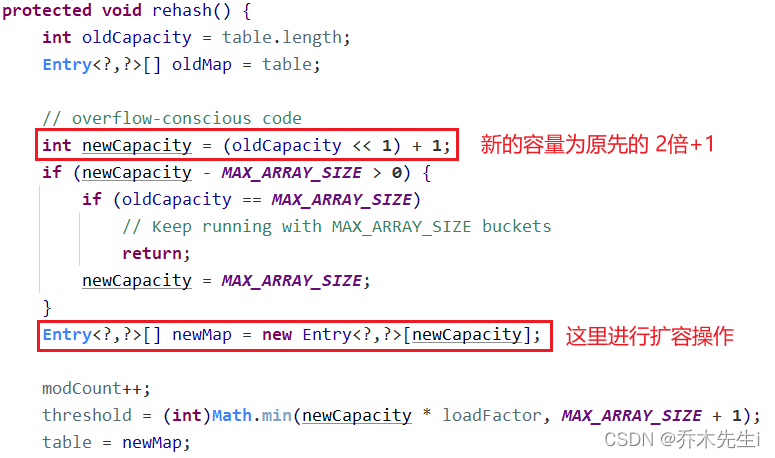 protected void rehash() {
    int oldCapacity = table.length;
    Entry<?,?>[] oldMap = table;
    // overflow-conscious code
    int newCapacity = (oldCapacity << 1) + 1; 新的容量为原先的 2倍+1
    if (newCapacity - MAX_ARRAY_SIZE > 0) {
        if (oldCapacity == MAX_ARRAY_SIZE)
            // Keep running with MAX_ARRAY_SIZE buckets
            return;
        newCapacity = MAX_ARRAY_SIZE;
    }
    Entry<?,?>[] newMap = new Entry<?,?>[newCapacity]; 这里进行扩容操作
    modCount++;
    threshold = (int)Math.min(newCapacity * loadFactor, MAX_ARRAY_SIZE + 1);
    table = newMap;
CSDN @乔木先生i